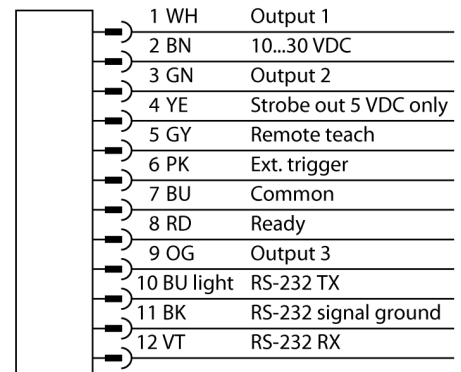 1 WH Output 1
2 BN 10...30 VDC
3 GN Output 2
4 YE Strobe out 5 VDC only
5 GY Remote teach
6 PK Ext. trigger
7 BU Common
8 RD Ready
9 OG Output 3
10 BU light RS-232 TX
11 BK RS-232 signal ground
12 VT RS-232 RX